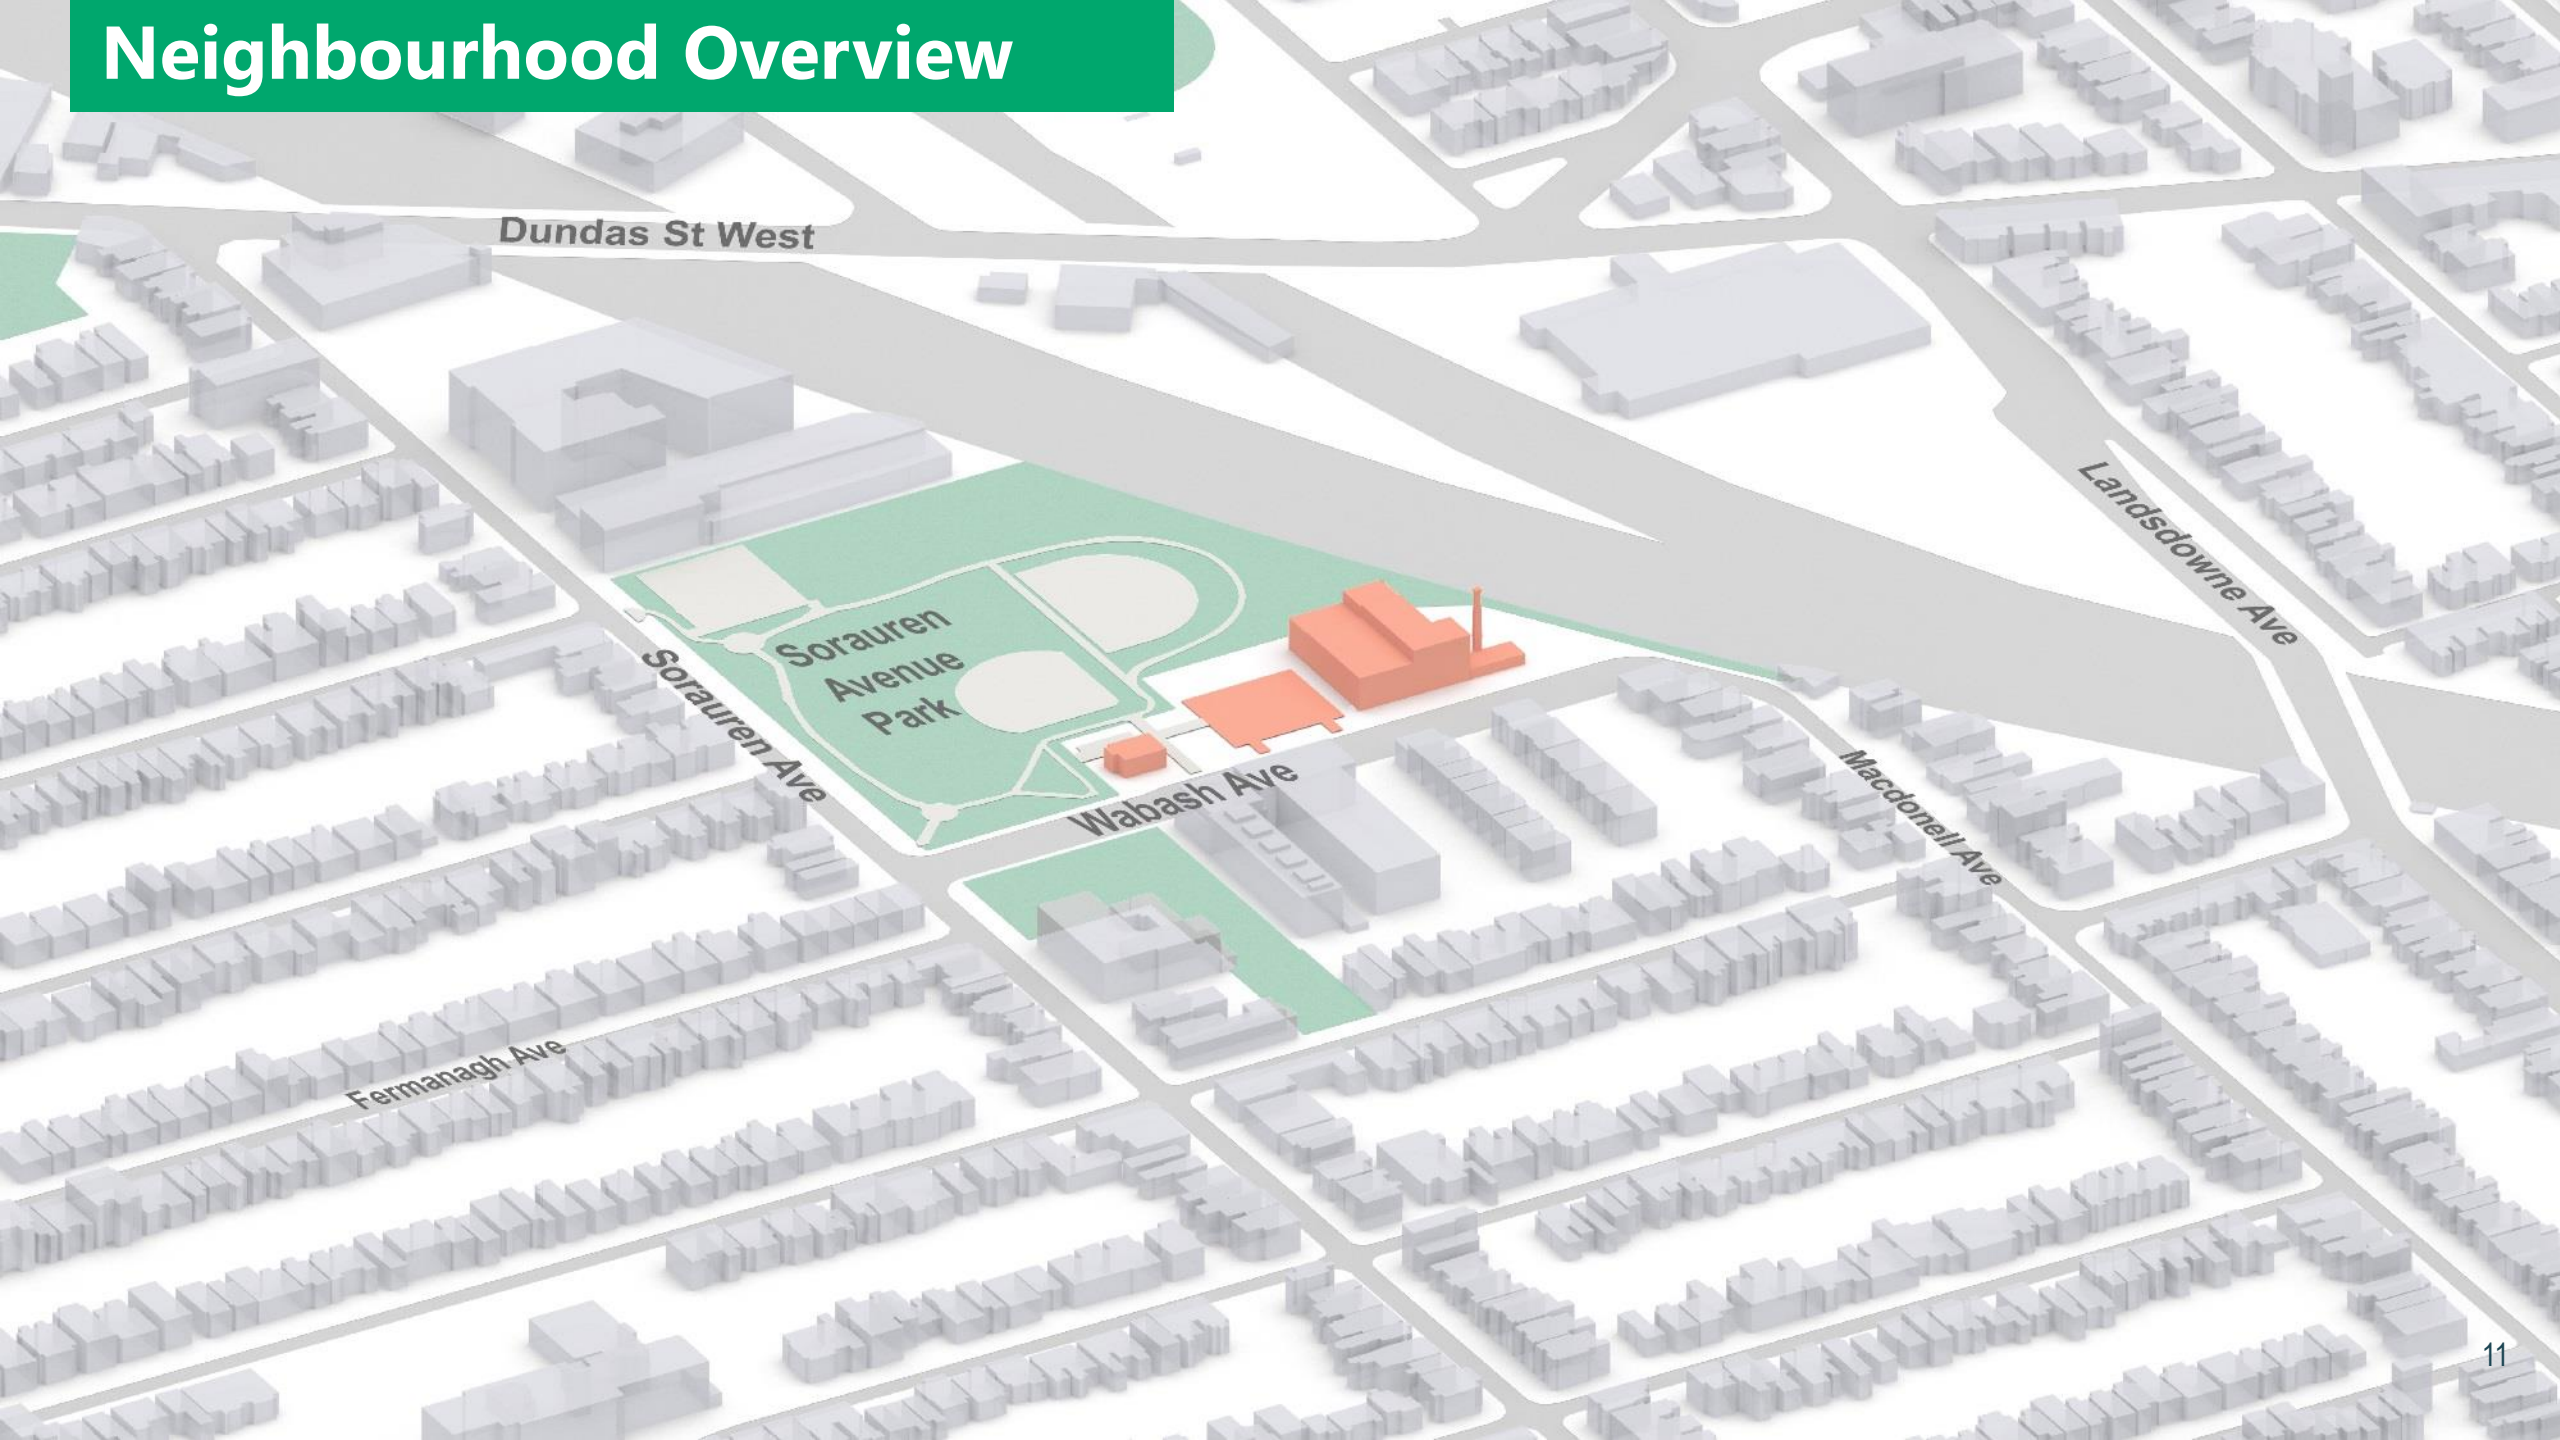 Neighbourhood Overview
Dundas St West
Landsdowne Ave
Sorauren
Avenue
Park
Sorauren Ave
Wabash Ave
Macdonell Ave
Fermanagh Ave
11